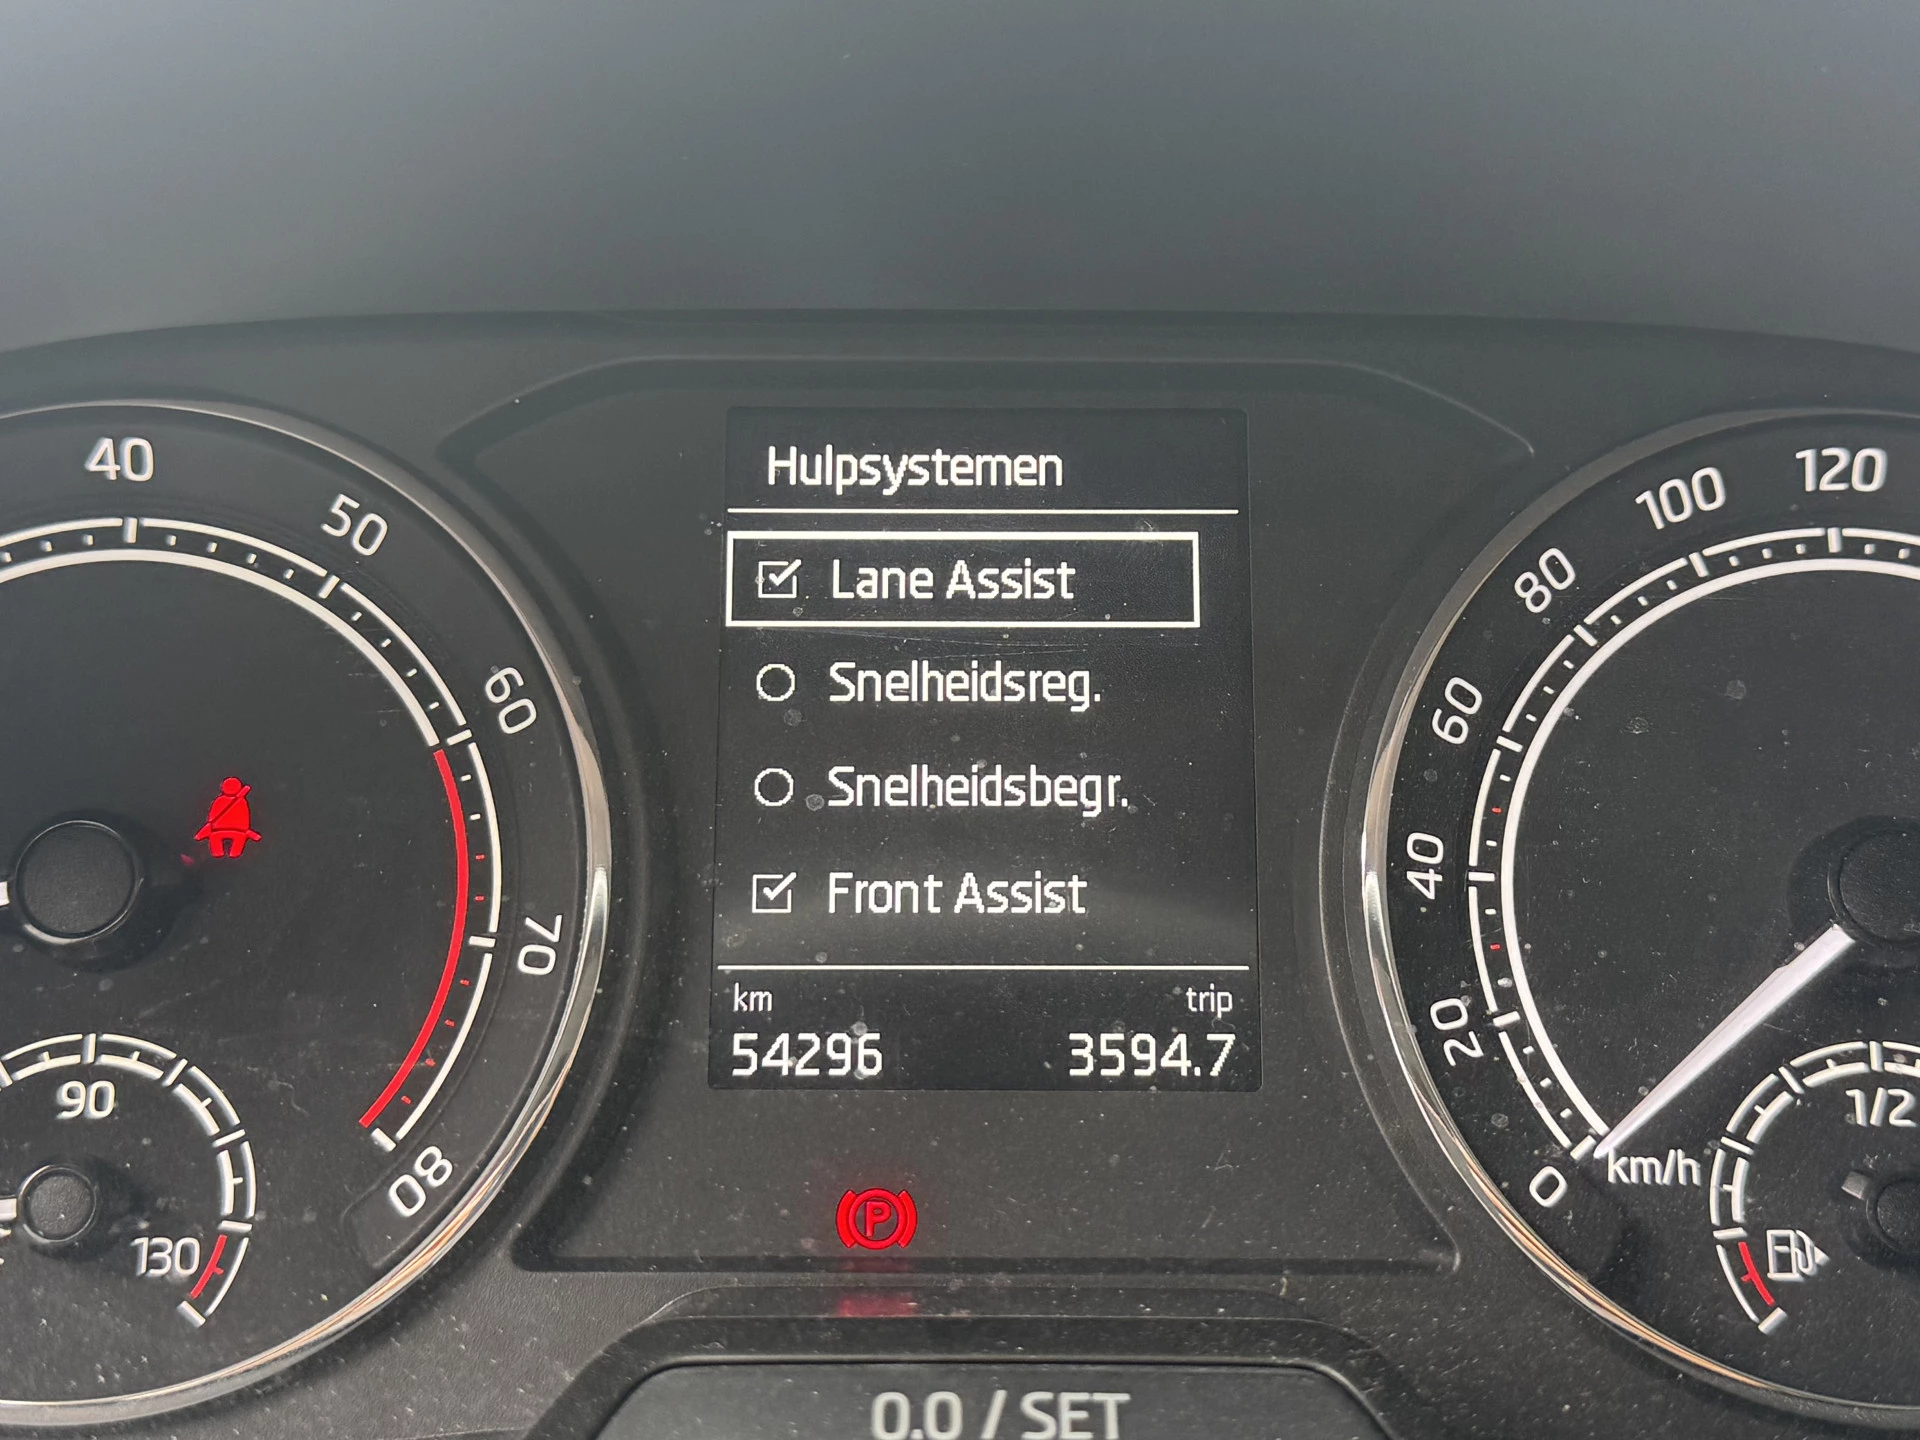 Hulpsystemen
Lane Assist
Snelheidsreg.
Snelheidsbegr.
Front Assist
km trip
54296 3594.7
40
50
60
70
80
90
130
120
100
80
60
40
20
0
km/h
1/2
P
0.0 / SET